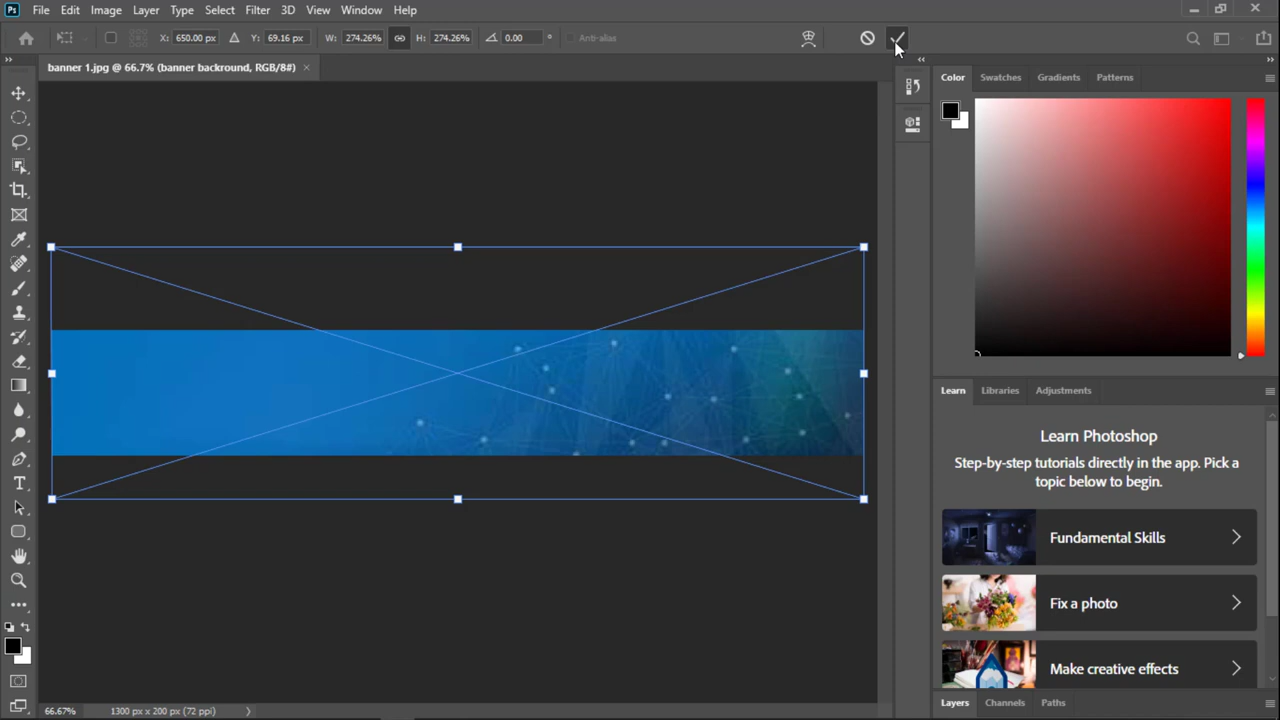 Ps File Edit Image Layer Type Select Filter 3D View Window Help
X: 650.00 px Y: 69.16 px W: 274.26% H: 274.26% 0.00 ° Anti-alias
banner 1.jpg @ 66.7% (banner backround, RGB/8#) ×
Color Swatches Gradients Patterns
Learn Libraries Adjustments
Learn Photoshop
Step-by-step tutorials directly in the app. Pick a
topic below to begin.
Fundamental Skills
Fix a photo
Make creative effects
66.67% 1300 px x 200 px (72 ppi)
Layers Channels Paths